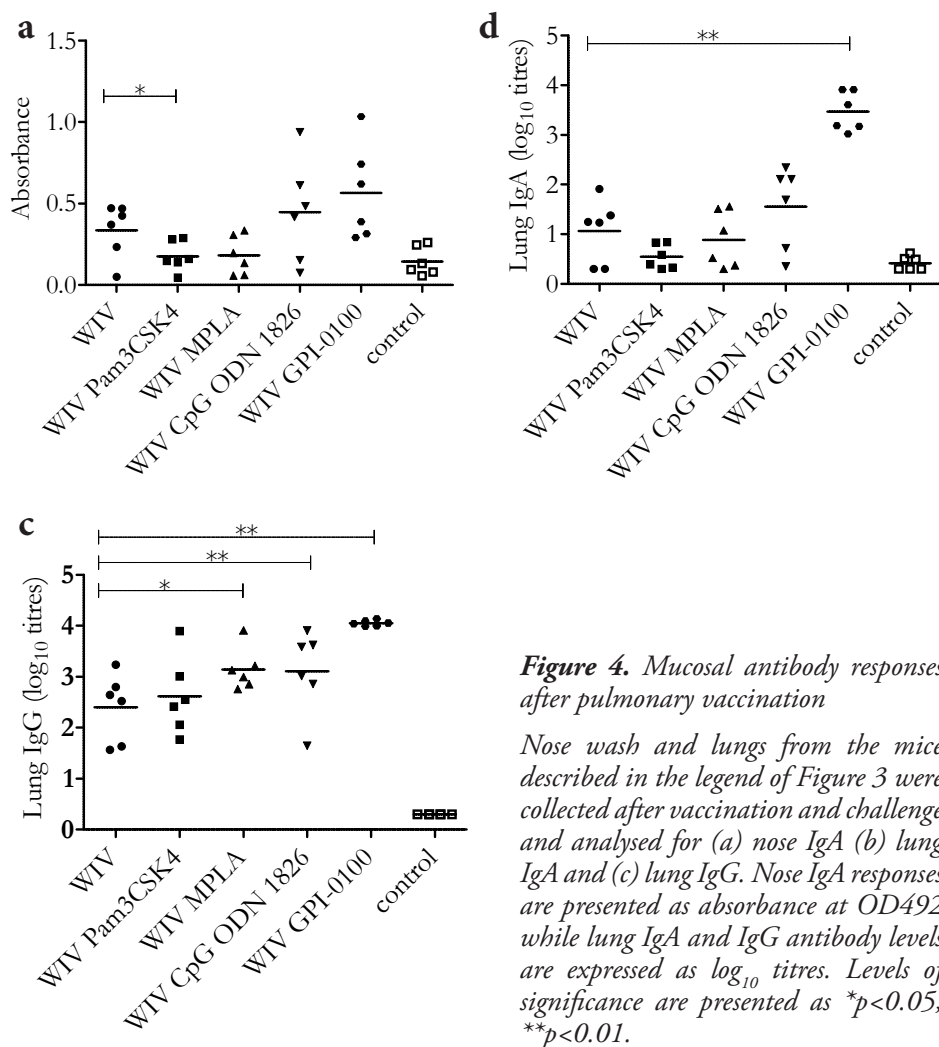 a
1.5
1.0
0.5
0.0
Absorbance
*
WIV
WIV Pam3CSK4
WIV MPLA
WIV CpG ODN 1826
WIV GPI-0100
control
d
5
4
3
2
1
0
Lung IgA (log10 titres)
**
WIV
WIV Pam3CSK4
WIV MPLA
WIV CpG ODN 1826
WIV GPI-0100
control
c
5
4
3
2
1
0
Lung IgG (log10 titres)
**
**
*
WIV
WIV Pam3CSK4
WIV MPLA
WIV CpG ODN 1826
WIV GPI-0100
control
Figure 4. Mucosal antibody responses
after pulmonary vaccination
Nose wash and lungs from the mice
described in the legend of Figure 3 were
collected after vaccination and challenge
and analysed for (a) nose IgA (b) lung
IgA and (c) lung IgG. Nose IgA responses
are presented as absorbance at OD492
while lung IgA and IgG antibody levels
are expressed as log10 titres. Levels of
significance are presented as *p<0.05,
**p<0.01.